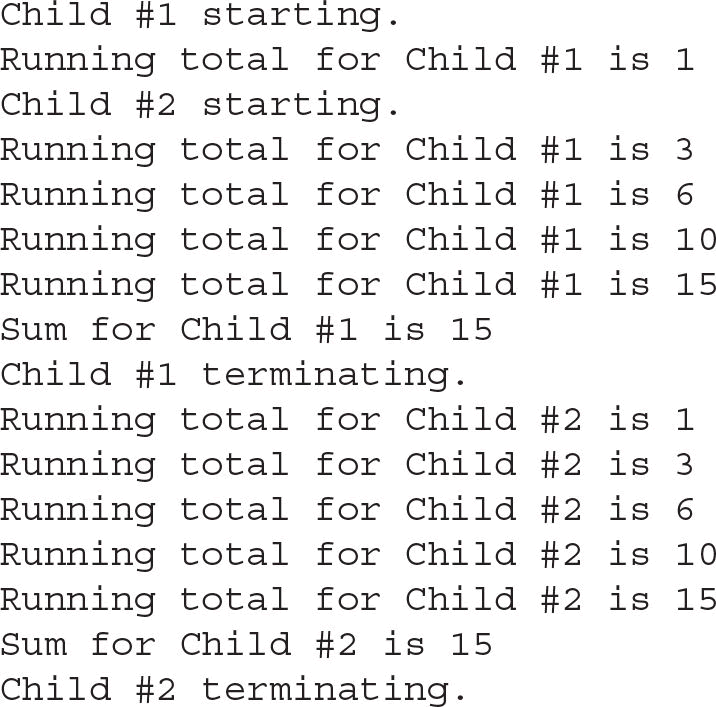 Child #1 starting.
Running total for Child #1 is 1
Child #2 starting.
Running total for Child #1 is 3
Running total for Child #1 is 6
Running total for Child #1 is 10
Running total for Child #1 is 15
Sum for Child #1 is 15
Child #1 terminating.
Running total for Child #2 is 1
Running total for Child #2 is 3
Running total for Child #2 is 6
Running total for Child #2 is 10
Running total for Child #2 is 15
Sum for Child #2 is 15
Child #2 terminating.